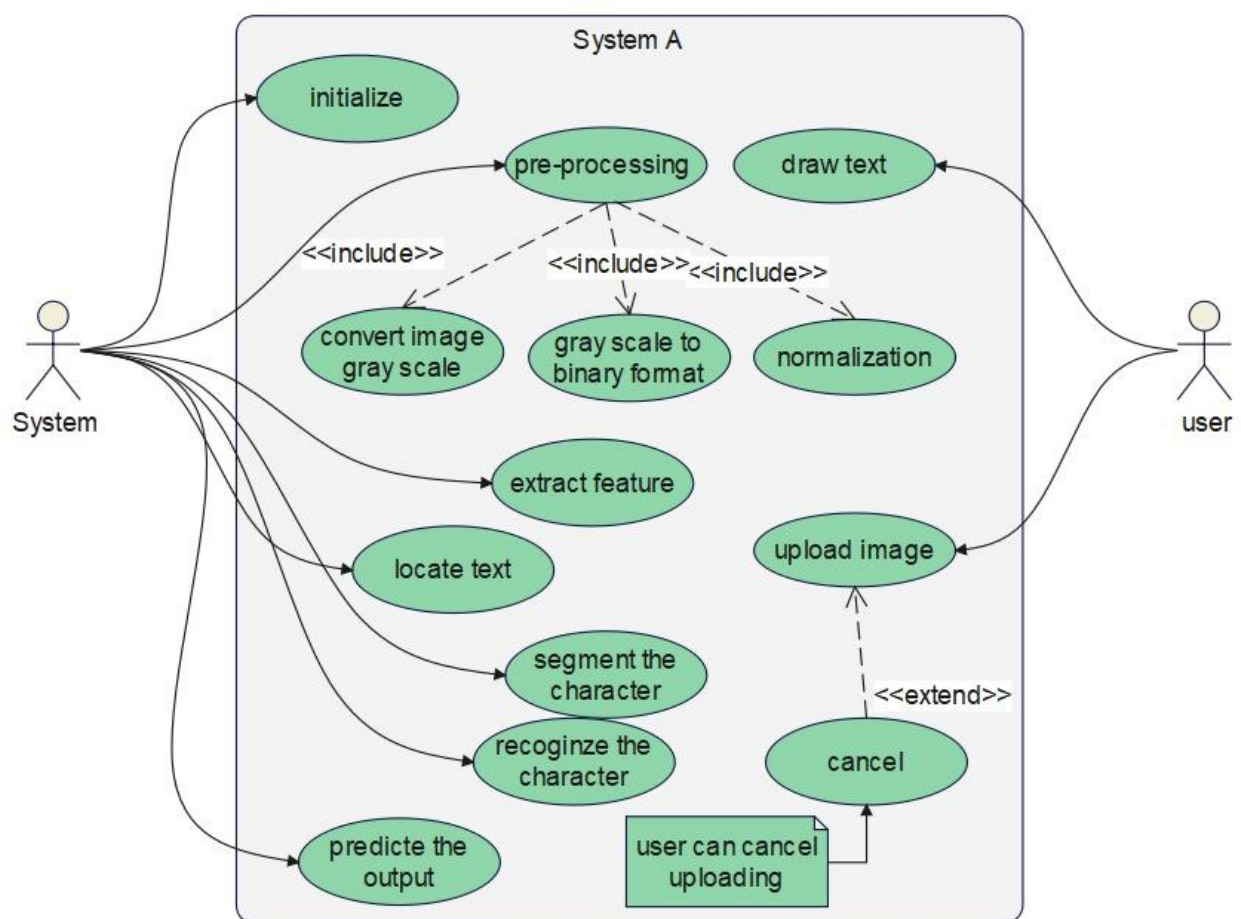 System A
initialize
pre-processing
draw text
<<include>>
<<include>>
<<include>>
convert image
gray scale
gray scale to
binary format
normalization
System
user
extract feature
upload image
locate text
segment the
character
<<extend>>
recoginze the
character
cancel
user can cancel
uploading
predicte the
output